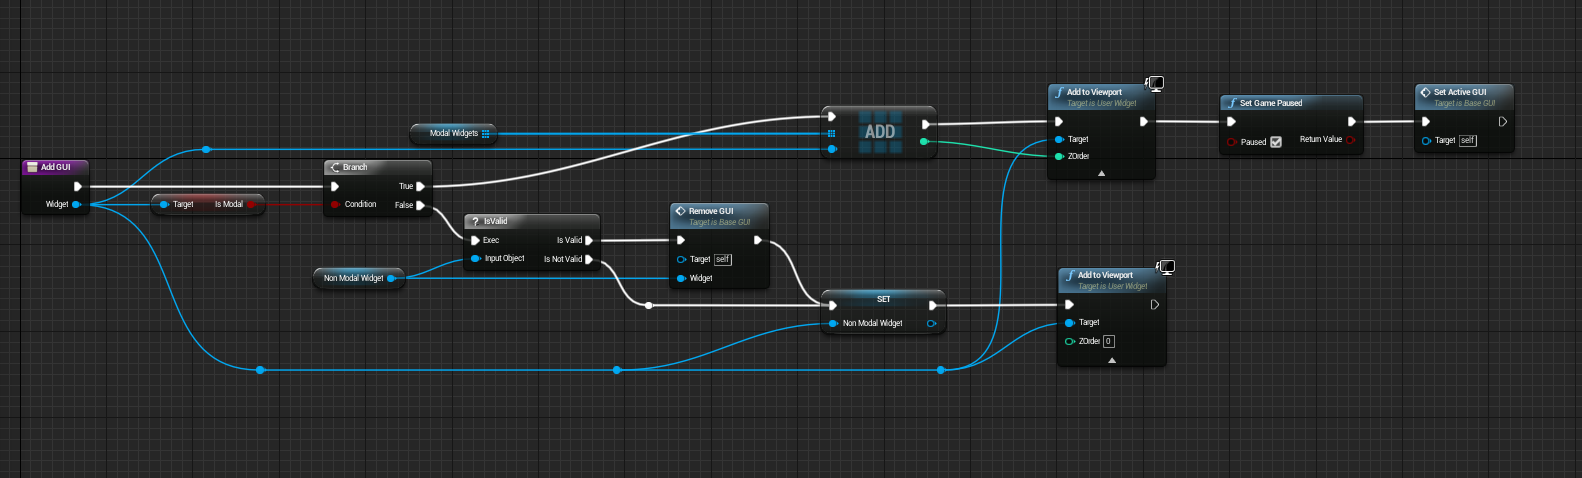 Add GUI
Widget
Target Is Modal
Branch
True
Condition False
Modal Widgets
ADD
Add to Viewport
Target is User Widget
Target
ZOrder
Set Game Paused
Paused Return Value
Set Active GUI
Target is Base GUI
Target self
? IsValid
Exec Is Valid
Input Object Is Not Valid
Non Modal Widget
Remove GUI
Target is Base GUI
Target self
Widget
SET
Non Modal Widget
Add to Viewport
Target is User Widget
Target
ZOrder 0